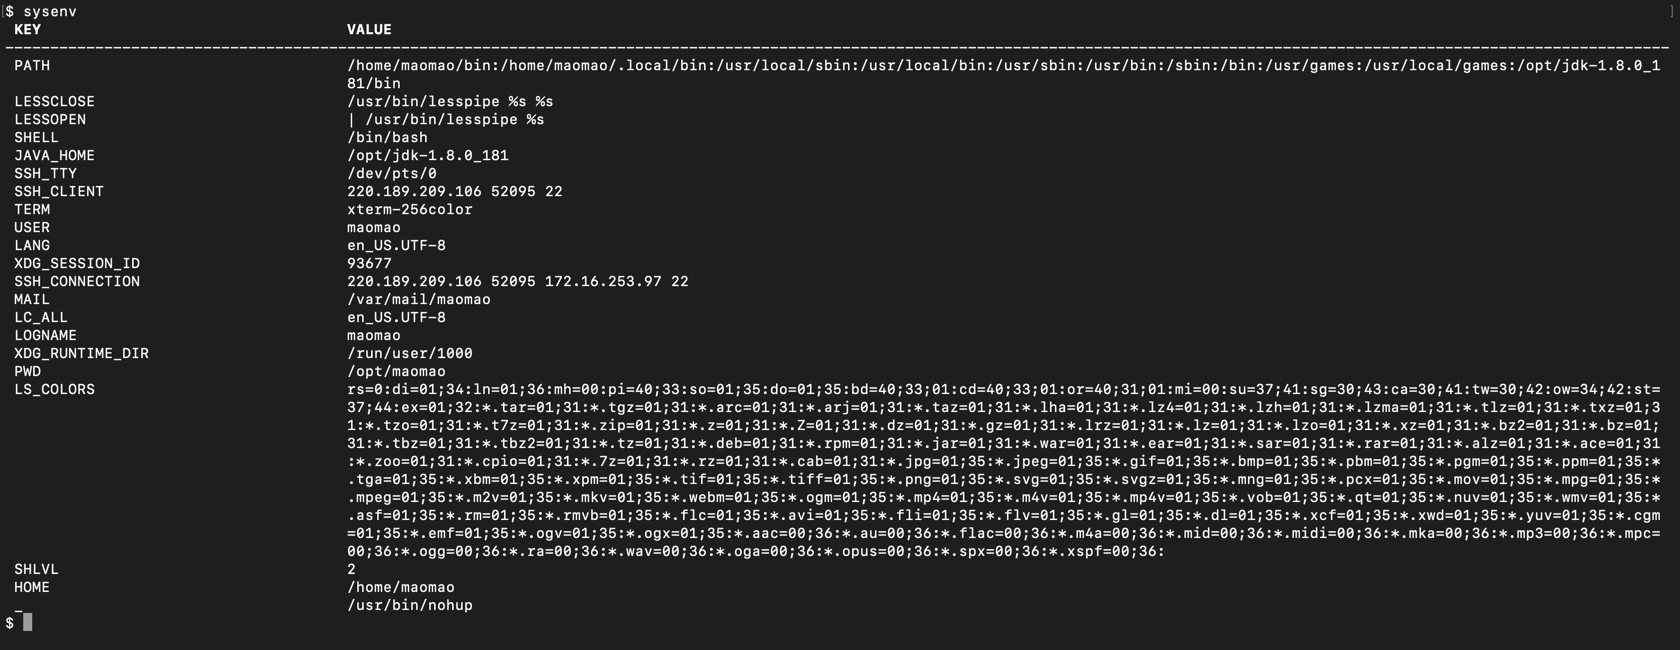 [$ sysenv ]
KEY VALUE
PATH /home/maomao/bin:/home/maomao/.local/bin:/usr/local/sbin:/usr/local/bin:/usr/sbin:/usr/bin:/sbin:/bin:/usr/games:/usr/local/games:/opt/jdk-1.8.0_1
81/bin
LESSCLOSE /usr/bin/lesspipe %s %s
LESSOPEN | /usr/bin/lesspipe %s
SHELL /bin/bash
JAVA_HOME /opt/jdk-1.8.0_181
SSH_TTY /dev/pts/0
SSH_CLIENT 220.189.209.106 52095 22
TERM xterm-256color
USER maomao
LANG en_US.UTF-8
XDG_SESSION_ID 93677
SSH_CONNECTION 220.189.209.106 52095 172.16.253.97 22
MAIL /var/mail/maomao
LC_ALL en_US.UTF-8
LOGNAME maomao
XDG_RUNTIME_DIR /run/user/1000
PWD /opt/maomao
LS_COLORS rs=0:di=01;34:ln=01;36:mh=00:pi=40;33:so=01;35:do=01;35:bd=40;33;01:cd=40;33;01:or=40;31;01:mi=00:su=37;41:sg=30;43:ca=30;41:tw=30;42:ow=34;42:st=
37;44:ex=01;32:*.tar=01;31:*.tgz=01;31:*.arc=01;31:*.arj=01;31:*.taz=01;31:*.lha=01;31:*.lz4=01;31:*.lzh=01;31:*.lzma=01;31:*.tlz=01;31:*.txz=01;3
1:*.tzo=01;31:*.t7z=01;31:*.zip=01;31:*.z=01;31:*.Z=01;31:*.dz=01;31:*.gz=01;31:*.lrz=01;31:*.lz=01;31:*.lzo=01;31:*.xz=01;31:*.bz2=01;31:*.bz=01;
31:*.tbz=01;31:*.tbz2=01;31:*.tz=01;31:*.deb=01;31:*.rpm=01;31:*.jar=01;31:*.war=01;31:*.ear=01;31:*.sar=01;31:*.rar=01;31:*.alz=01;31:*.ace=01;31
:*.zoo=01;31:*.cpio=01;31:*.7z=01;31:*.rz=01;31:*.cab=01;31:*.jpg=01;35:*.jpeg=01;35:*.gif=01;35:*.bmp=01;35:*.pbm=01;35:*.pgm=01;35:*.ppm=01;35:*
.tga=01;35:*.xbm=01;35:*.xpm=01;35:*.tif=01;35:*.tiff=01;35:*.png=01;35:*.svg=01;35:*.svgz=01;35:*.mng=01;35:*.pcx=01;35:*.mov=01;35:*.mpg=01;35:*
.mpeg=01;35:*.m2v=01;35:*.mkv=01;35:*.webm=01;35:*.ogm=01;35:*.mp4=01;35:*.m4v=01;35:*.mp4v=01;35:*.vob=01;35:*.qt=01;35:*.nuv=01;35:*.wmv=01;35:*
.asf=01;35:*.rm=01;35:*.rmvb=01;35:*.flc=01;35:*.avi=01;35:*.fli=01;35:*.flv=01;35:*.gl=01;35:*.dl=01;35:*.xcf=01;35:*.xwd=01;35:*.yuv=01;35:*.cgm
=01;35:*.emf=01;35:*.ogv=01;35:*.ogx=01;35:*.aac=00;36:*.au=00;36:*.flac=00;36:*.m4a=00;36:*.mid=00;36:*.midi=00;36:*.mka=00;36:*.mp3=00;36:*.mpc=
00;36:*.ogg=00;36:*.ra=00;36:*.wav=00;36:*.oga=00;36:*.opus=00;36:*.spx=00;36:*.xspf=00;36:
SHLVL 2
HOME /home/maomao
_ /usr/bin/nohup
$